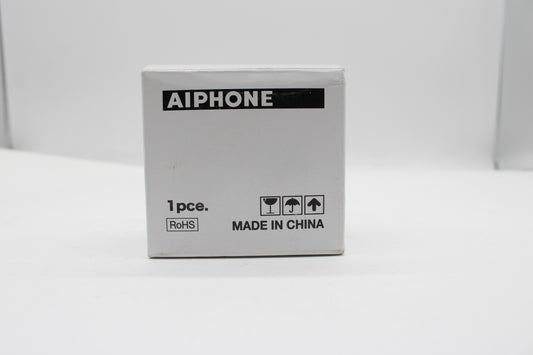 AIPHONE
1pce.
RoHS
MADE IN CHINA